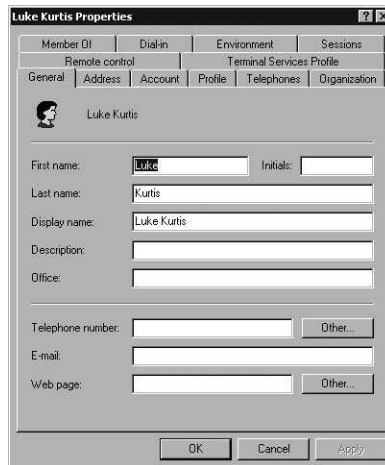 Luke Kurtis Properties
Member Of Dial-in Environment Sessions
Remote control Terminal Services Profile
General Address Account Profile Telephones Organization
Luke Kurtis
First name: Luke Initials:
Last name: Kurtis
Display name: Luke Kurtis
Description:
Office:
Telephone number: Other...
E-mail:
Web page: Other...
OK Cancel Apply